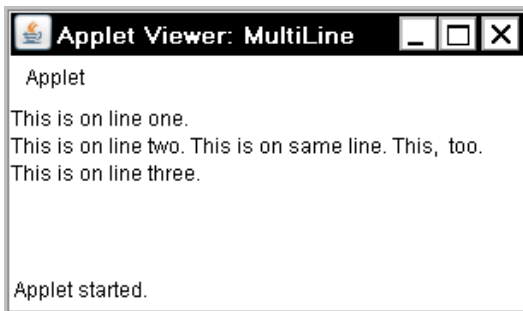 Applet Viewer: MultiLine
Applet
This is on line one.
This is on line two. This is on same line. This, too.
This is on line three.
Applet started.